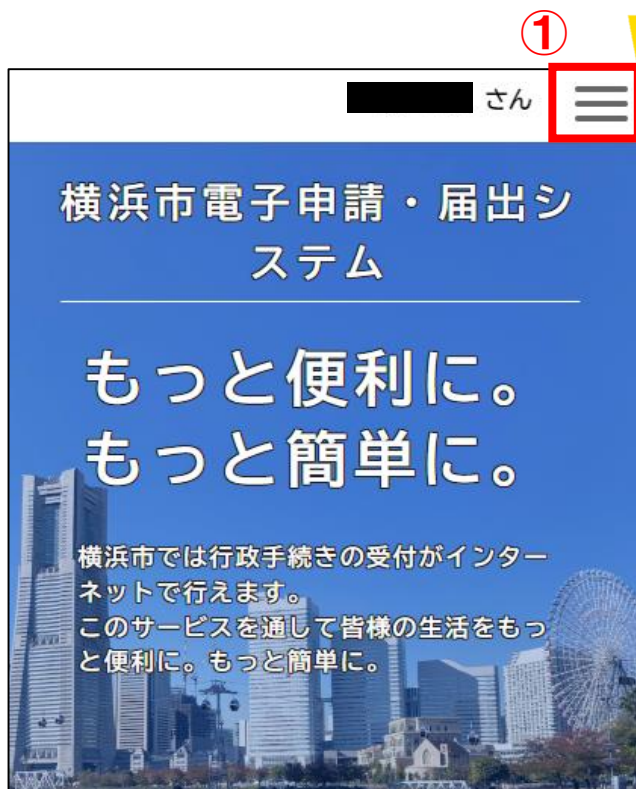 ①
さん
横浜市電子申請・届出シ
ステム
もっと便利に。
もっと簡単に。
横浜市では行政手続きの受付がインター
ネットで行えます。
このサービスを通して皆様の生活をもっ
と便利に。もっと簡単に。